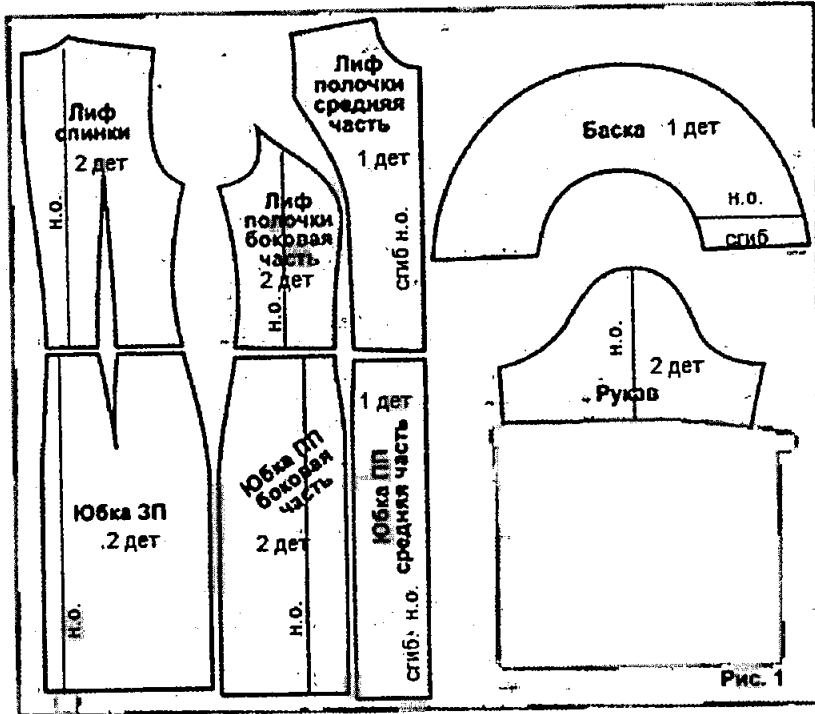 Лиф
спинки
2 дет
н.о.
Лиф
полочки
боковая
часть
2 дет
н.о.
Лиф
полочки
средняя
часть
1 дет
сгиб н.о.
Баска 1 дет
н.о.
сгиб
н.о.
2 дет
Рукав
Юбка ЗП
2 дет
н.о.
Юбка ПП
боковая
часть
2 дет
н.о.
1 дет
Юбка ПП
средняя часть
сгиб н.о.
Рис. 1